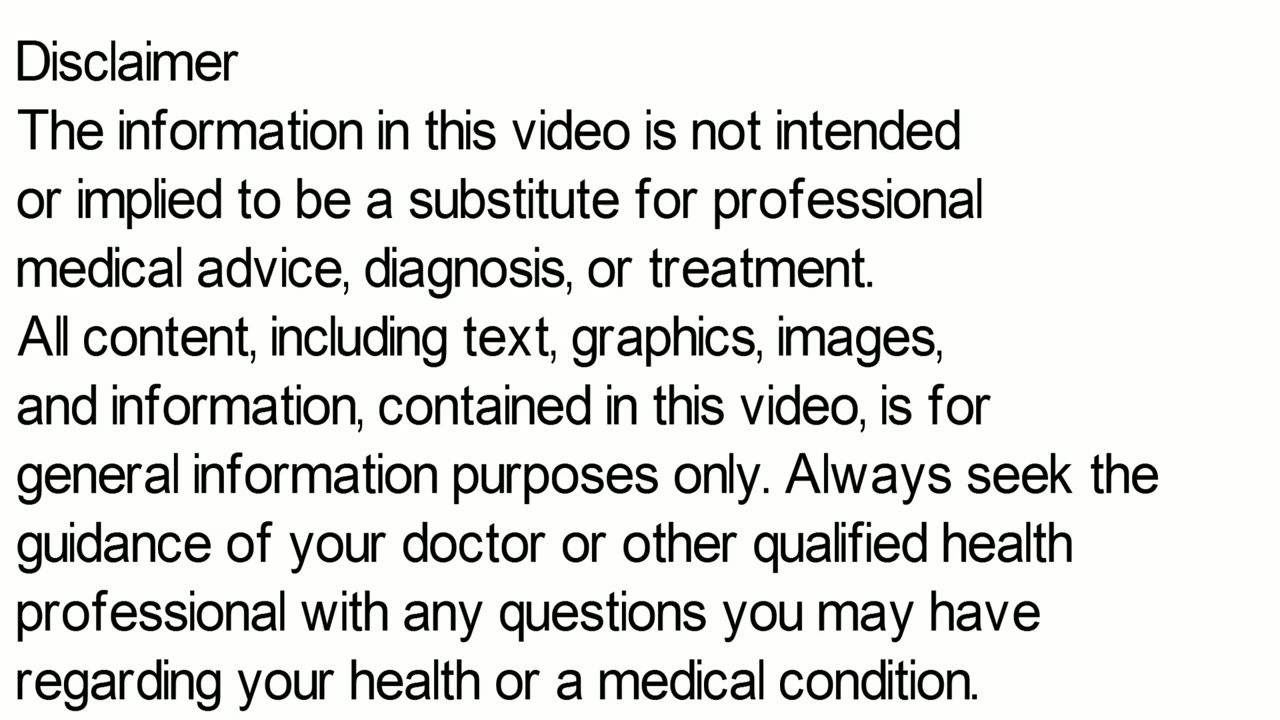 Disclaimer
The information in this video is not intended
or implied to be a substitute for professional
medical advice, diagnosis, or treatment.
All content, including text, graphics, images,
and information, contained in this video, is for
general information purposes only. Always seek the
guidance of your doctor or other qualified health
professional with any questions you may have
regarding your health or a medical condition.